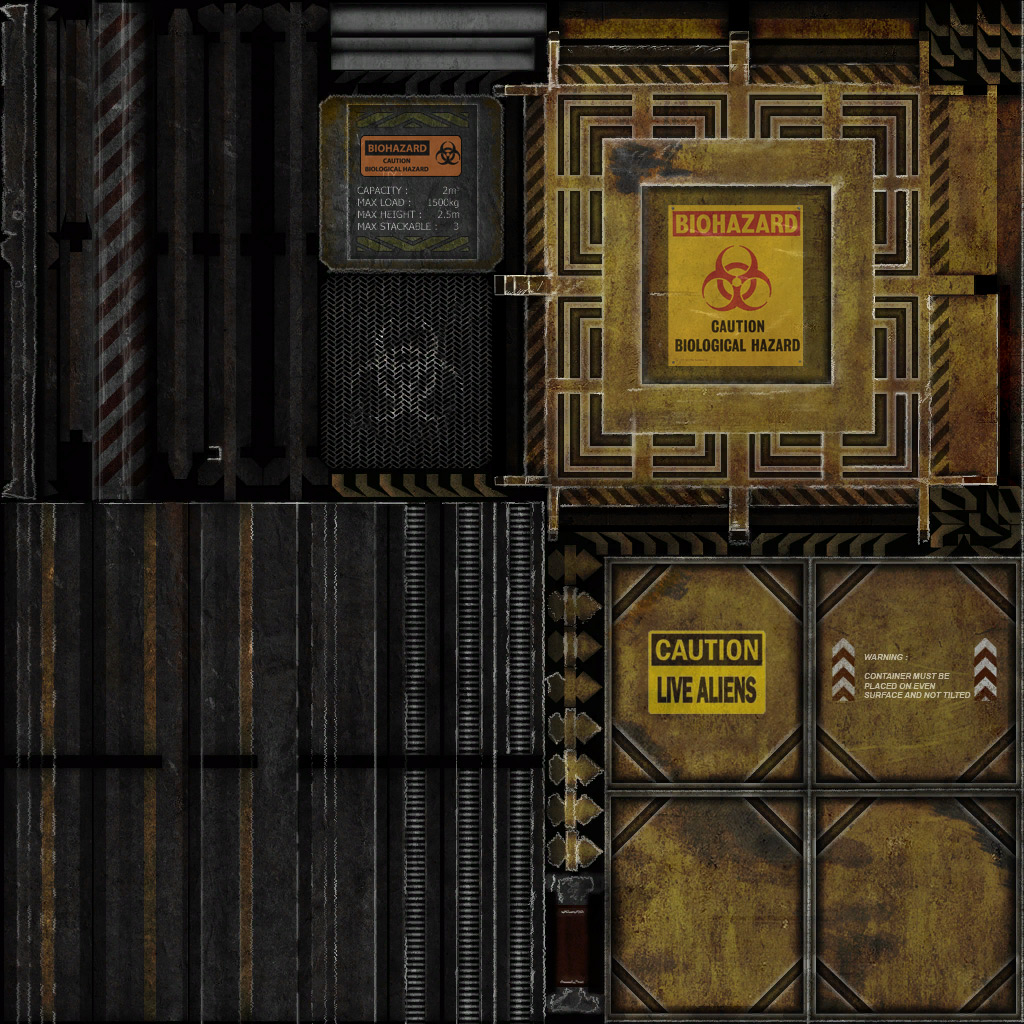 BIOHAZARD
CAUTION
BIOLOGICAL HAZARD
CAPACITY : 2m³
MAX LOAD : 1500kg
MAX HEIGHT : 2.5m
MAX STACKABLE : 3
BIOHAZARD
CAUTION
BIOLOGICAL HAZARD
CAUTION
LIVE ALIENS
WARNING :
CONTAINER MUST BE
PLACED ON EVEN
SURFACE AND NOT TILTED